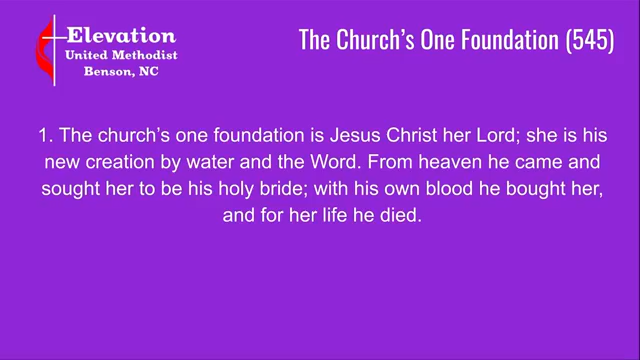 Elevation
United Methodist
Benson, NC
The Church’s One Foundation (545)
1. The church’s one foundation is Jesus Christ her Lord; she is his
new creation by water and the Word. From heaven he came and
sought her to be his holy bride; with his own blood he bought her,
and for her life he died.